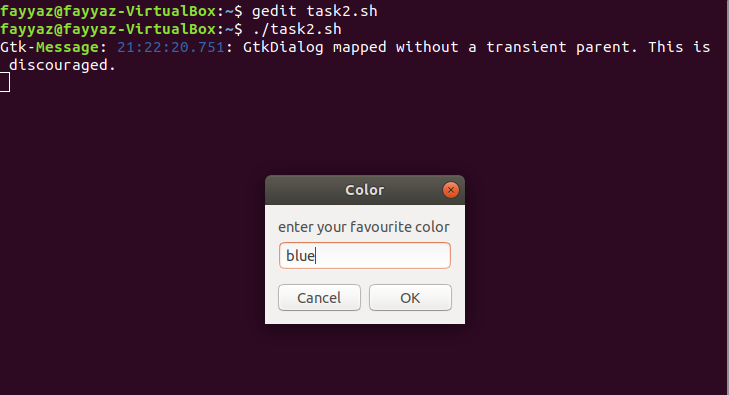 fayyaz@fayyaz-VirtualBox:~$ gedit task2.sh
fayyaz@fayyaz-VirtualBox:~$ ./task2.sh
Gtk-Message: 21:22:20.751: GtkDialog mapped without a transient parent. This is
 discouraged.
Color
enter your favourite color
blue
Cancel OK